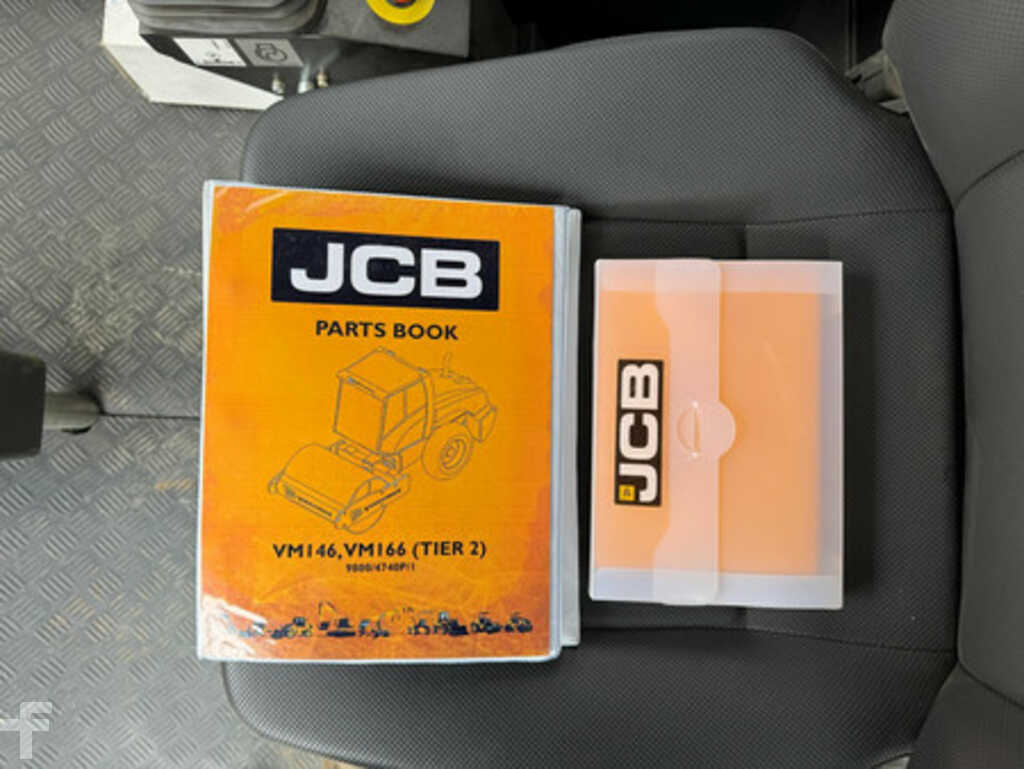 JCB
PARTS BOOK
VM146, VM166 (TIER 2)
9800/4740P/1
JCB